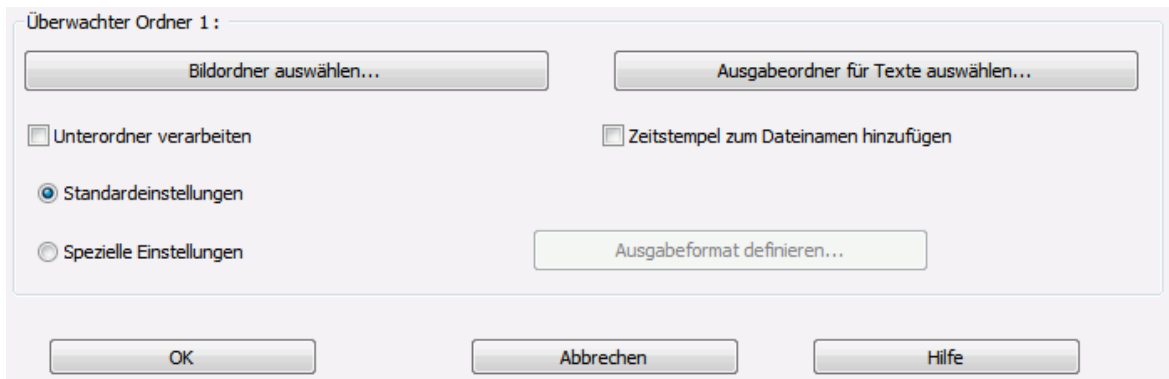 Überwachter Ordner 1 :
Bildordner auswählen...
Ausgabeordner für Texte auswählen...
Unterordner verarbeiten
Zeitstempel zum Dateinamen hinzufügen
Standardeinstellungen
Spezielle Einstellungen
Ausgabeformat definieren...
OK
Abbrechen
Hilfe